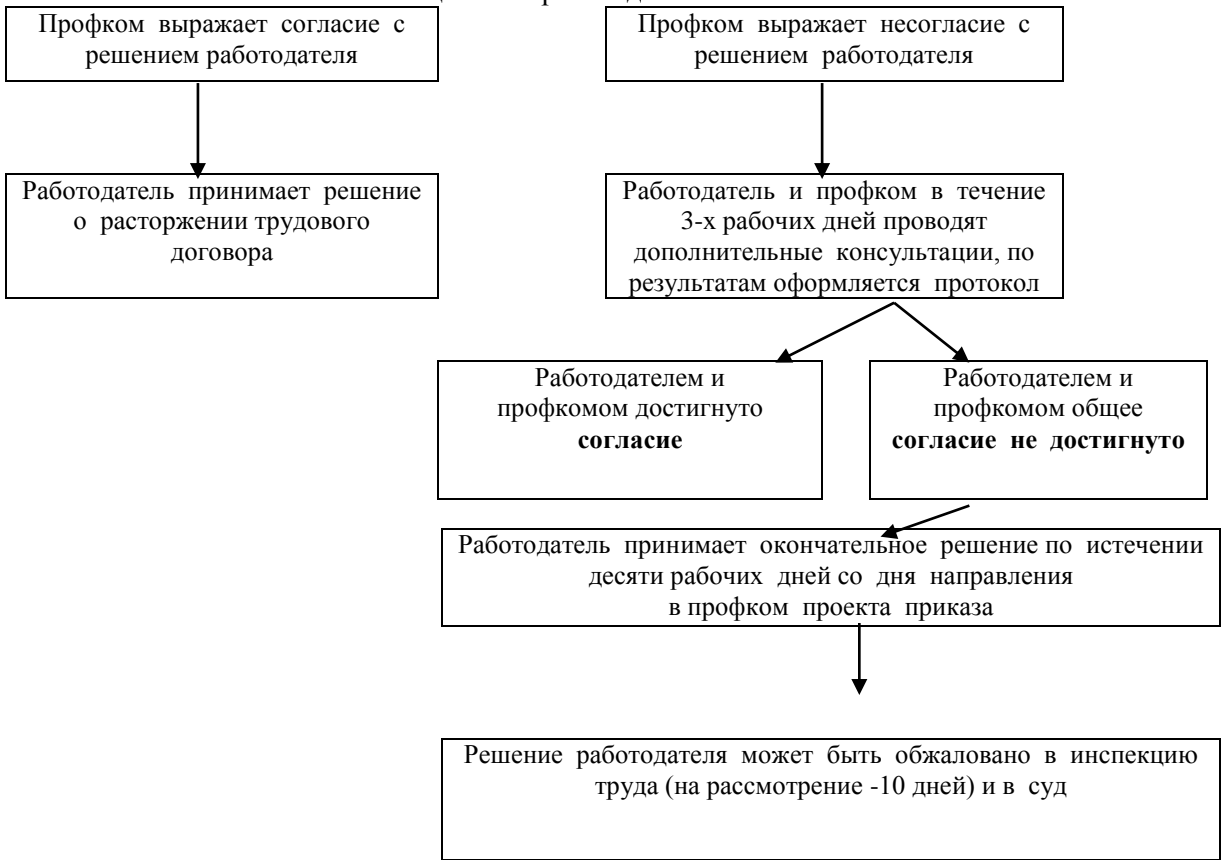 Профком выражает согласие с
решением работодателя
Профком выражает несогласие с
решением работодателя
Работодатель принимает решение
о расторжении трудового
договора
Работодатель и профком в течение
3-х рабочих дней проводят
дополнительные консультации, по
результатам оформляется протокол
Работодателем и
профкомом достигнуто
согласие
Работодателем и
профкомом общее
согласие не достигнуто
Работодатель принимает окончательное решение по истечении
десяти рабочих дней со дня направления
в профком проекта приказа
Решение работодателя может быть обжаловано в инспекцию
труда (на рассмотрение -10 дней) и в суд